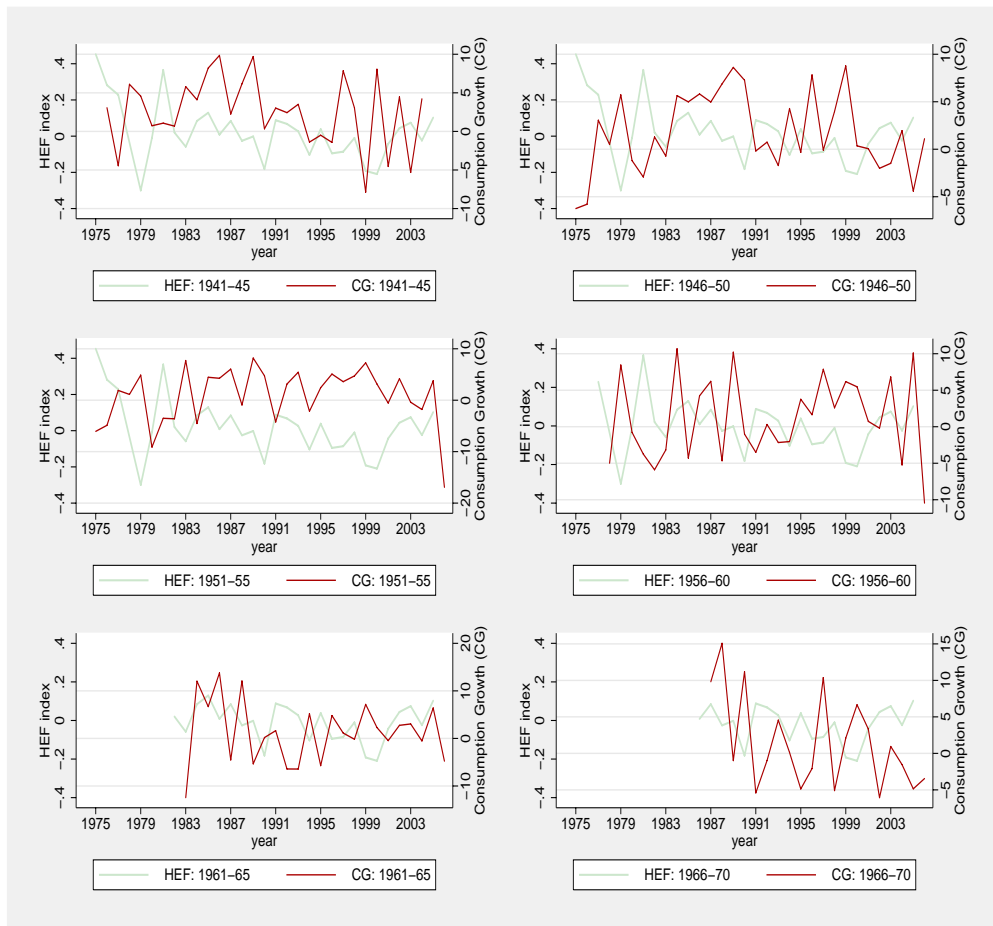 HEF index
.4
.2
0
−.2
−.4
10
5
0
−5
−10
Consumption Growth (CG)
1975 1979 1983 1987 1991 1995 1999 2003
year
HEF: 1941−45 CG: 1941−45
HEF index
.4
.2
0
−.2
−.4
10
5
0
−5
Consumption Growth (CG)
1975 1979 1983 1987 1991 1995 1999 2003
year
HEF: 1946−50 CG: 1946−50
HEF index
.4
.2
0
−.2
−.4
10
0
−10
−20
Consumption Growth (CG)
1975 1979 1983 1987 1991 1995 1999 2003
year
HEF: 1951−55 CG: 1951−55
HEF index
.4
.2
0
−.2
−.4
10
5
0
−5
−10
Consumption Growth (CG)
1975 1979 1983 1987 1991 1995 1999 2003
year
HEF: 1956−60 CG: 1956−60
HEF index
.4
.2
0
−.2
−.4
20
10
0
−10
Consumption Growth (CG)
1975 1979 1983 1987 1991 1995 1999 2003
year
HEF: 1961−65 CG: 1961−65
HEF index
.4
.2
0
−.2
−.4
15
10
5
0
−5
Consumption Growth (CG)
1975 1979 1983 1987 1991 1995 1999 2003
year
HEF: 1966−70 CG: 1966−70